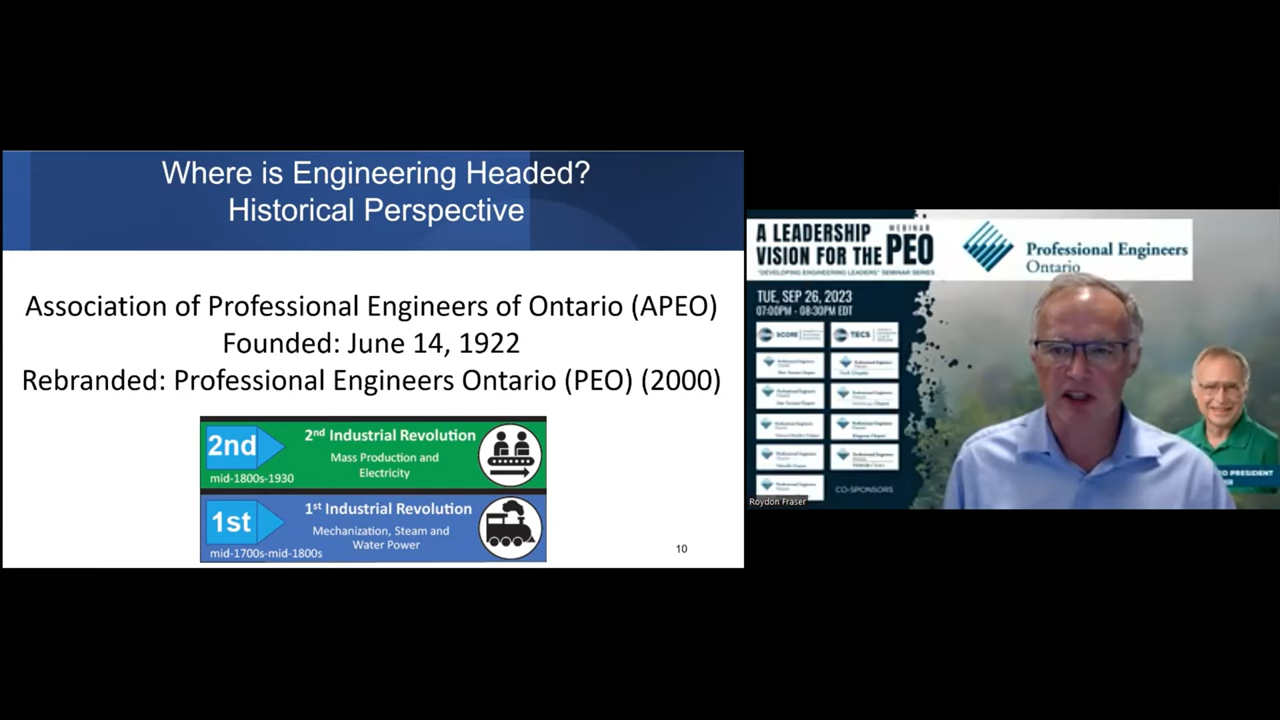 Where is Engineering Headed?
Historical Perspective
Association of Professional Engineers of Ontario (APEO)
Founded: June 14, 1922
Rebranded: Professional Engineers Ontario (PEO) (2000)
2nd
mid-1800s-1930
2nd Industrial Revolution
Mass Production and
Electricity
1st
mid-1700s-mid-1800s
1st Industrial Revolution
Mechanization, Steam and
Water Power
10
A LEADERSHIP
WEBINAR
VISION FOR THE PEO
"DEVELOPING ENGINEERING LEADERS" SEMINAR SERIES
Professional Engineers
Ontario
TUE, SEP 26, 2023
07:00PM - 08:30PM EDT
SCORE
TECS
CO-SPONSORS
PRESIDENT
Roydon Fraser